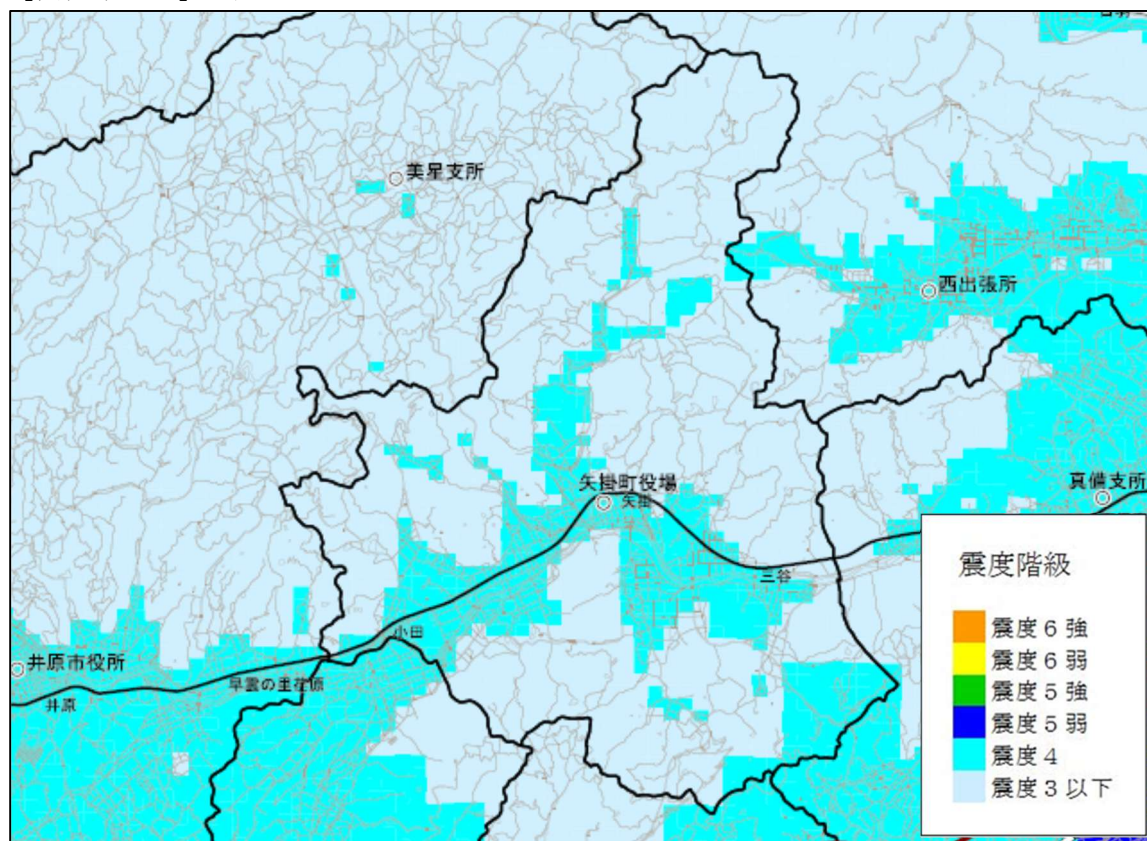 美星支所
西出張所
矢掛町役場
矢掛
真備支所
三谷
小田
井原市役所
早雲の里荏原
井原
震度階級
震度６強
震度６弱
震度５強
震度５弱
震度４
震度３以下